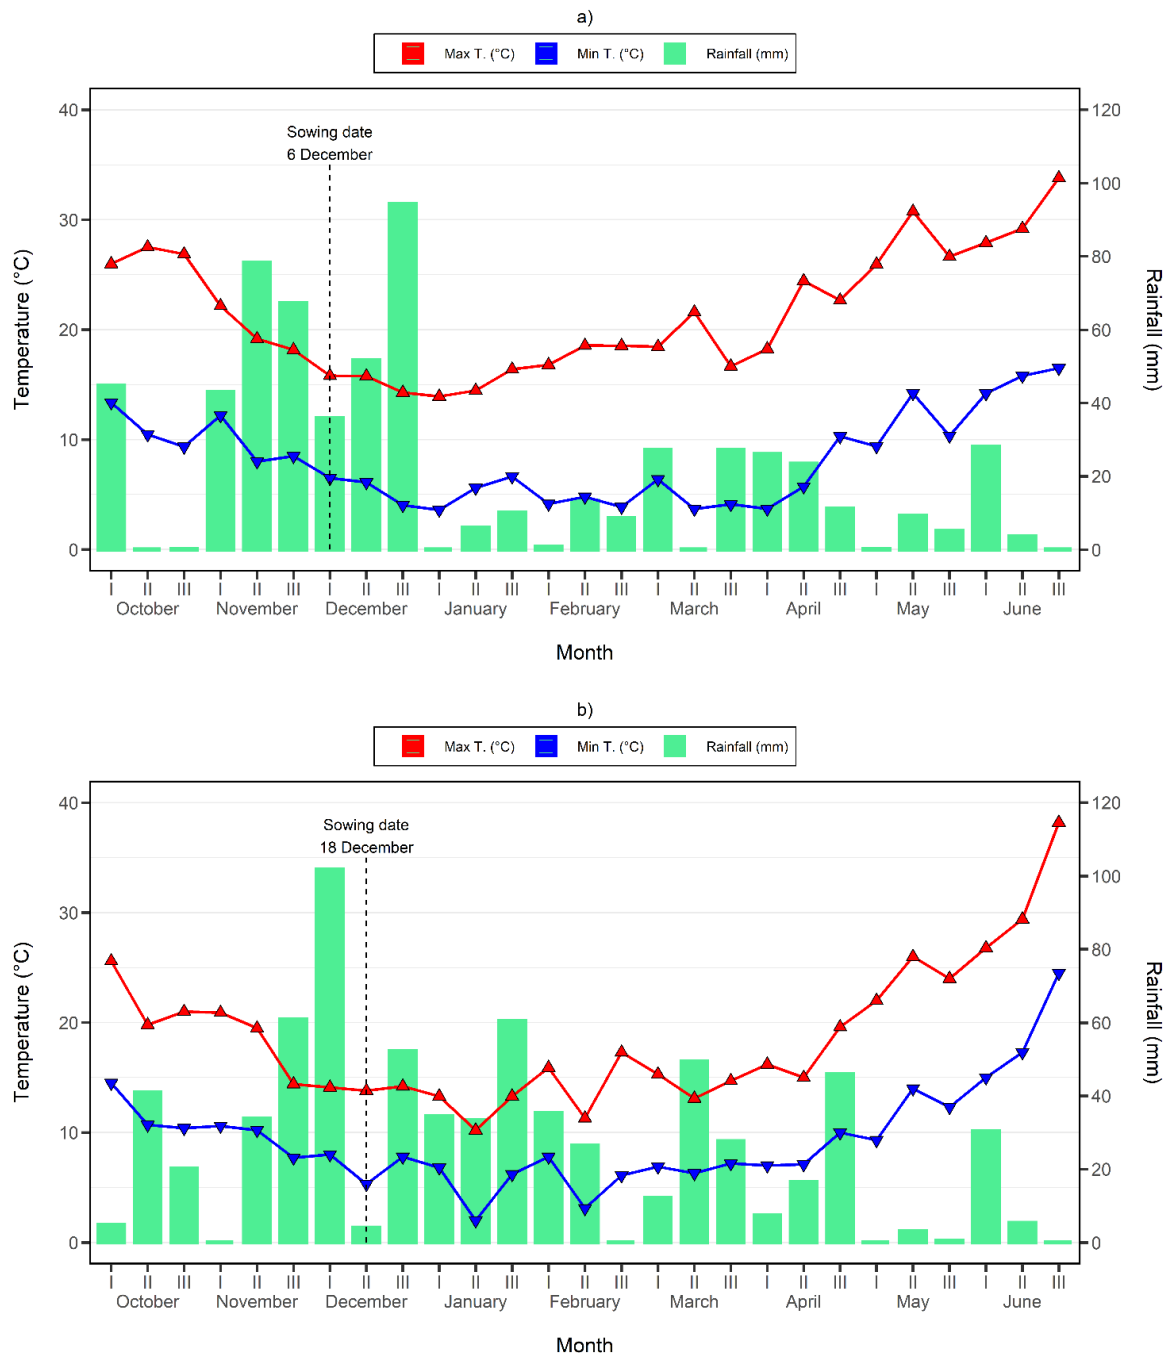 a)
Max T. (°C) Min T. (°C) Rainfall (mm)
Sowing date
6 December
40
30
20
10
0
120
100
80
60
40
20
0
Temperature (°C)
Rainfall (mm)
I II III I II III I II III I II III I II III I II III I II III I II III I II III
October November December January February March April May June
Month
b)
Max T. (°C) Min T. (°C) Rainfall (mm)
Sowing date
18 December
40
30
20
10
0
120
100
80
60
40
20
0
Temperature (°C)
Rainfall (mm)
I II III I II III I II III I II III I II III I II III I II III I II III I II III
October November December January February March April May June
Month